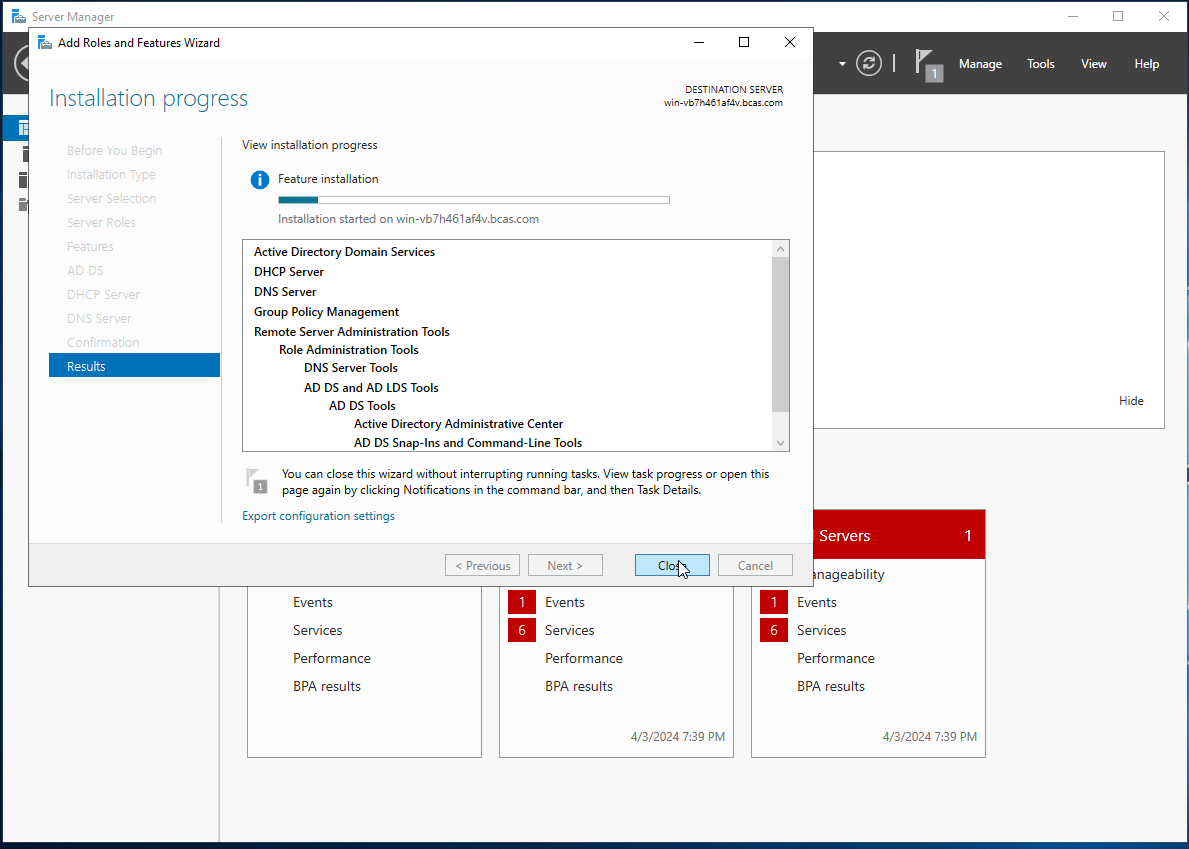 Server Manager
Add Roles and Features Wizard
1
Manage
Tools
View
Help
Installation progress
DESTINATION SERVER
win-vb7h461af4v.bcas.com
Before You Begin
Installation Type
Server Selection
Server Roles
Features
AD DS
DHCP Server
DNS Server
Confirmation
Results
View installation progress
Feature installation
Installation started on win-vb7h461af4v.bcas.com
Active Directory Domain Services
DHCP Server
DNS Server
Group Policy Management
Remote Server Administration Tools
Role Administration Tools
DNS Server Tools
AD DS and AD LDS Tools
AD DS Tools
Active Directory Administrative Center
AD DS Snap-Ins and Command-Line Tools
1
You can close this wizard without interrupting running tasks. View task progress or open this
page again by clicking Notifications in the command bar, and then Task Details.
Export configuration settings
< Previous
Next >
Close
Cancel
Hide
Servers 1
anageability
Events
Services
Performance
BPA results
1 Events
6 Services
Performance
BPA results
4/3/2024 7:39 PM
1 Events
6 Services
Performance
BPA results
4/3/2024 7:39 PM